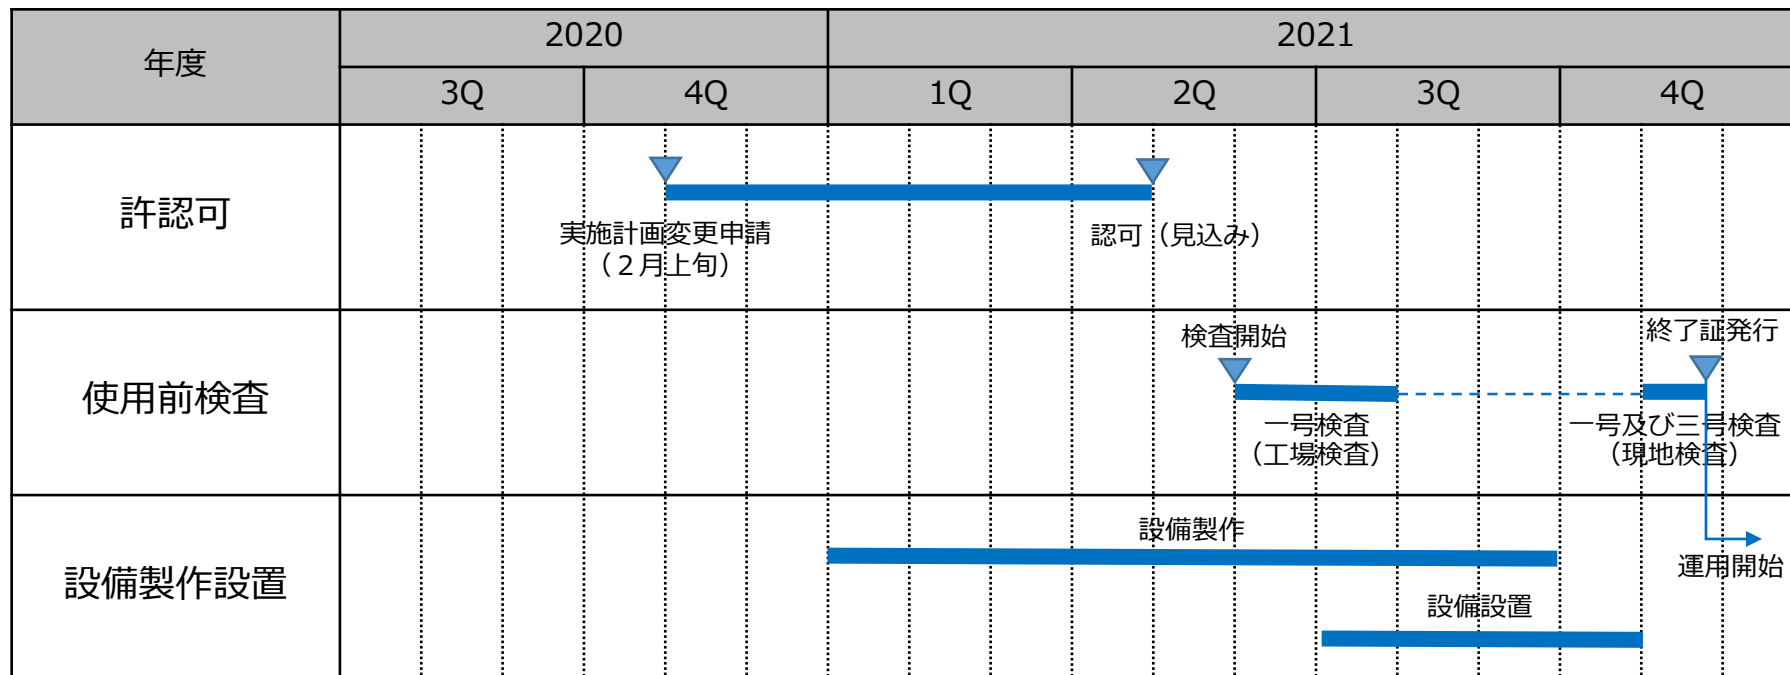 年度
2020
2021
3Q
4Q
1Q
2Q
3Q
4Q
許認可
実施計画変更申請
（２月上旬）
認可（見込み）
使用前検査
検査開始
終了証発行
一号検査
（工場検査）
一号及び三号検査
（現地検査）
設備製作設置
設備製作
運用開始
設備設置